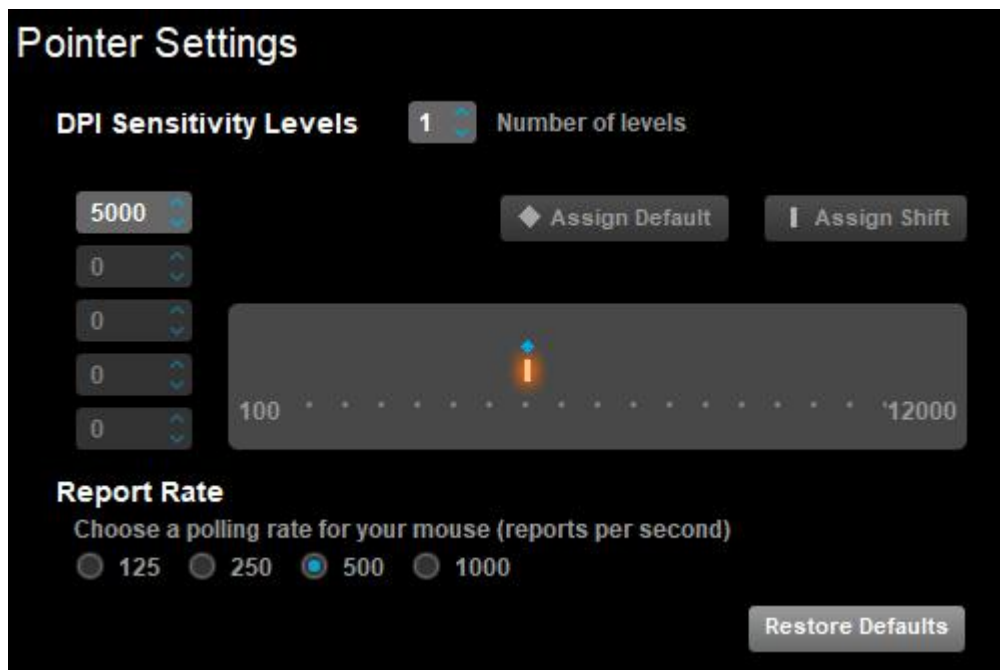 Pointer Settings
DPI Sensitivity Levels 1 Number of levels
5000 Assign Default Assign Shift
0
0
0
100 12000
0
Report Rate
Choose a polling rate for your mouse (reports per second)
125 250 500 1000
Restore Defaults